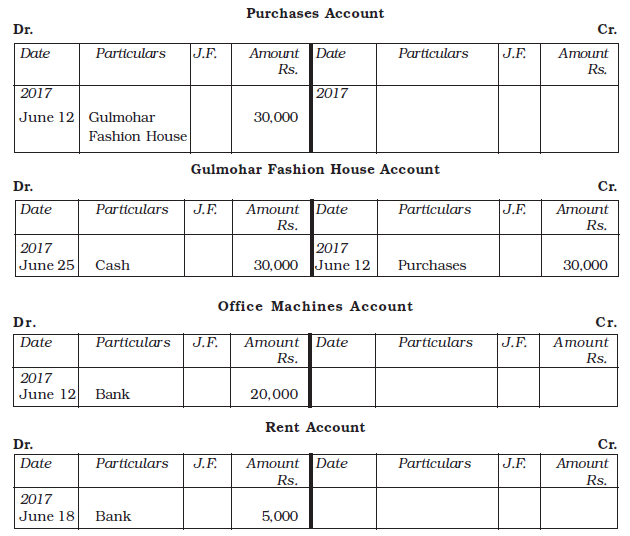 Purchases Account
Dr. Cr.
Date Particulars J.F. Amount Date Particulars J.F. Amount
Rs. Rs.
2017 2017
June 12 Gulmohar 30,000
Fashion House
Gulmohar Fashion House Account
Dr. Cr.
Date Particulars J.F. Amount Date Particulars J.F. Amount
Rs. Rs.
2017 2017
June 25 Cash 30,000 June 12 Purchases 30,000
Office Machines Account
Dr. Cr.
Date Particulars J.F. Amount Date Particulars J.F. Amount
Rs. Rs.
2017
June 12 Bank 20,000
Rent Account
Dr. Cr.
Date Particulars J.F. Amount Date Particulars J.F. Amount
Rs. Rs.
2017
June 18 Bank 5,000